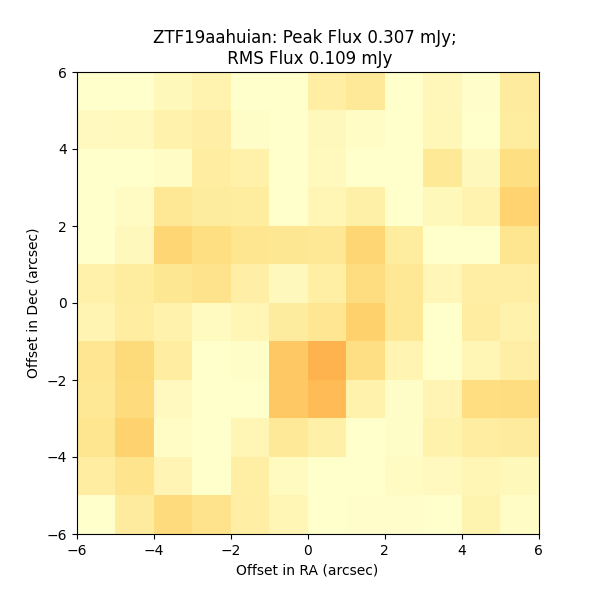 ZTF19aahuian: Peak Flux 0.307 mJy;
RMS Flux 0.109 mJy
6
4
2
0
−2
−4
−6
Offset in Dec (arcsec)
−6 −4 −2 0 2 4 6
Offset in RA (arcsec)